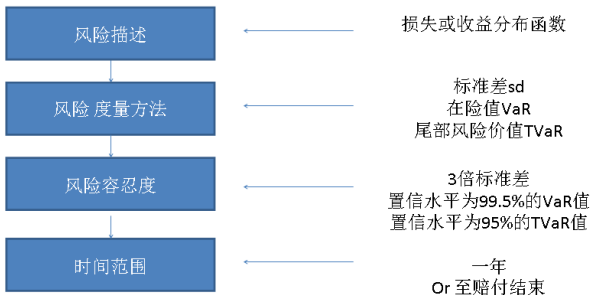 风险描述
损失或收益分布函数
风险 度量方法
标准差sd
在险值VaR
尾部风险价值TVaR
风险容忍度
3倍标准差
置信水平为99.5%的VaR值
置信水平为95%的TVaR值
时间范围
一年
Or 至赔付结束